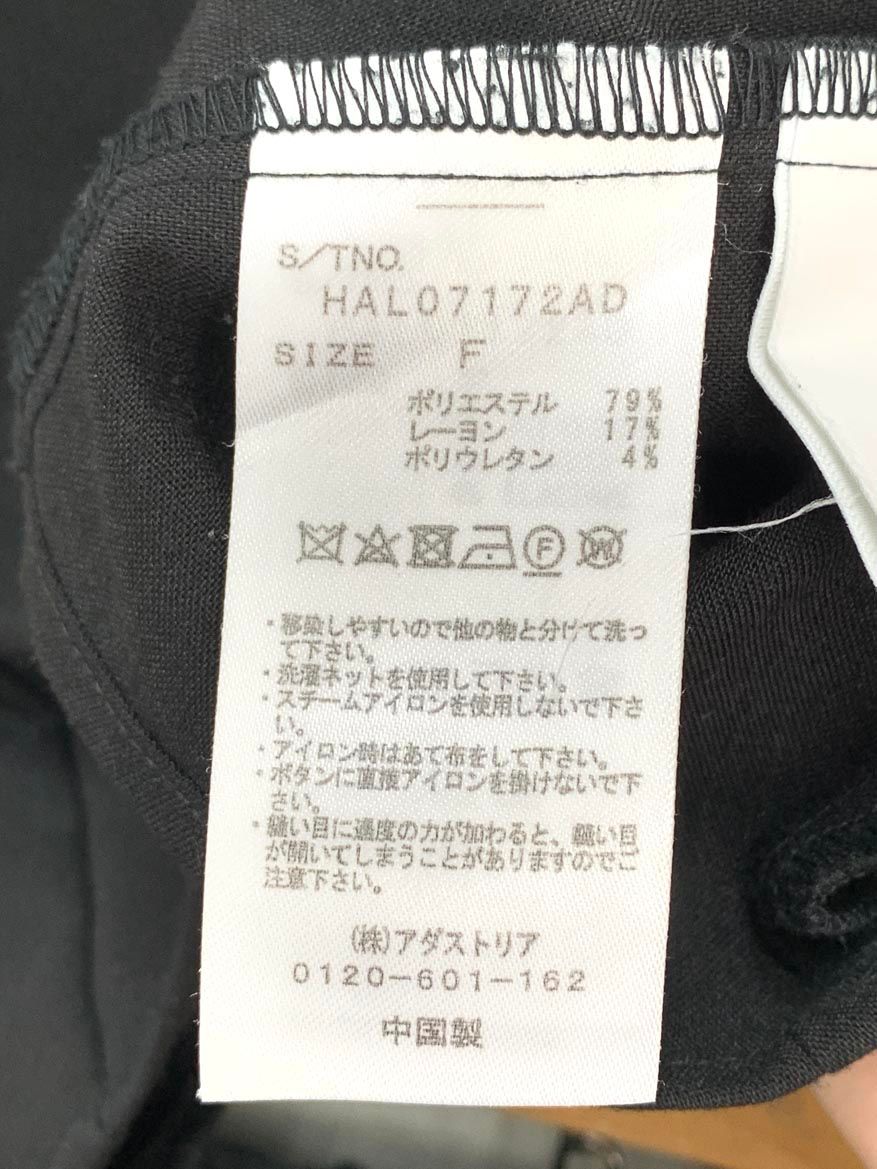 S/TNO.
HAL07172AD
SIZE F
ポリエステル 79%
レーヨン 17%
ポリウレタン 4%
F
W
・移染しやすいので他の物と分けて洗っ
て下さい。
・洗濯ネットを使用して下さい。
・スチームアイロンを使用しないで下さ
い。
・アイロン時はあて布をして下さい。
・ボタンに直接アイロンを掛けないで下
さい。
・縫い目に過度の力が加わると、縫い目
が開いてしまうことがありますのでご
注意下さい。
(株)アダストリア
0120-601-162
中国製